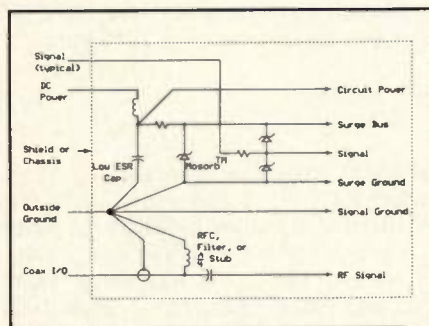 Signal
(typical)
DC
Power
Circuit Power
Surge Bus
Shield or
Chassis
Low ESR
Cap
Mosorb
TM
Signal
Surge Ground
Outside
Ground
Signal Ground
RFC,
Filter, or
Stub
Coax I/O
RF Signal